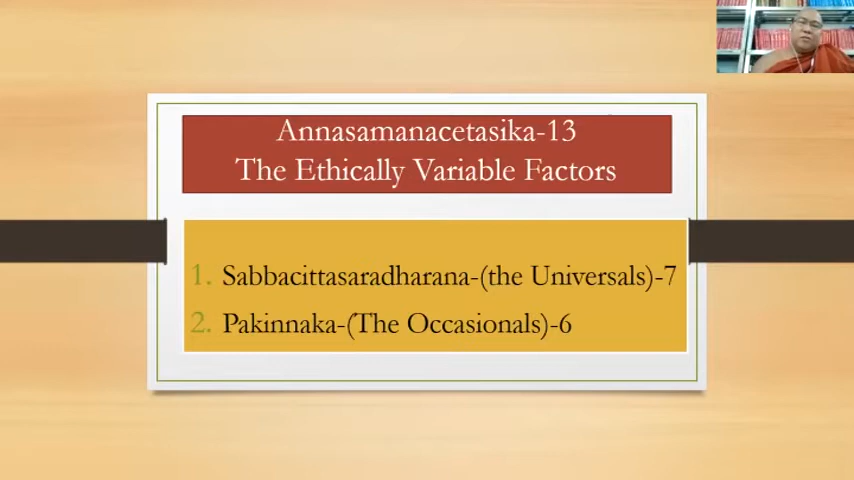 Annasamanacetasika-13
The Ethically Variable Factors
1. Sabbacittasaradharana-(the Universals)-7
2. Pakinnaka-(The Occasionals)-6